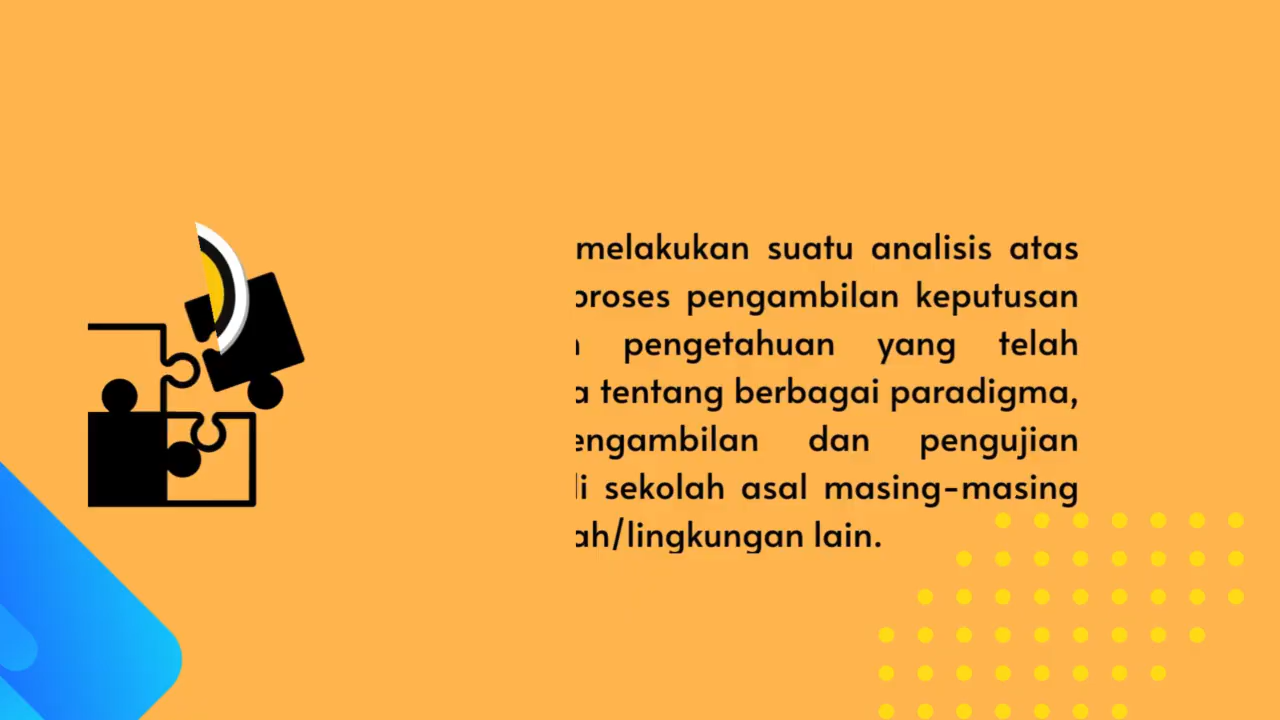 melakukan suatu analisis atas
proses pengambilan keputusan
pengetahuan yang telah
tentang berbagai paradigma,
engambilan dan pengujian
sekolah asal masing-masing
ah/lingkungan lain.